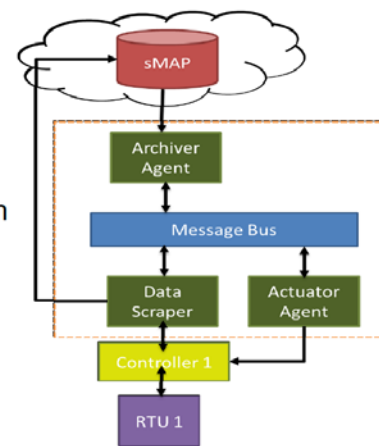 sMAP
Archiver
Agent
n
Message Bus
Data
Scraper
Actuator
Agent
Controller 1
RTU 1